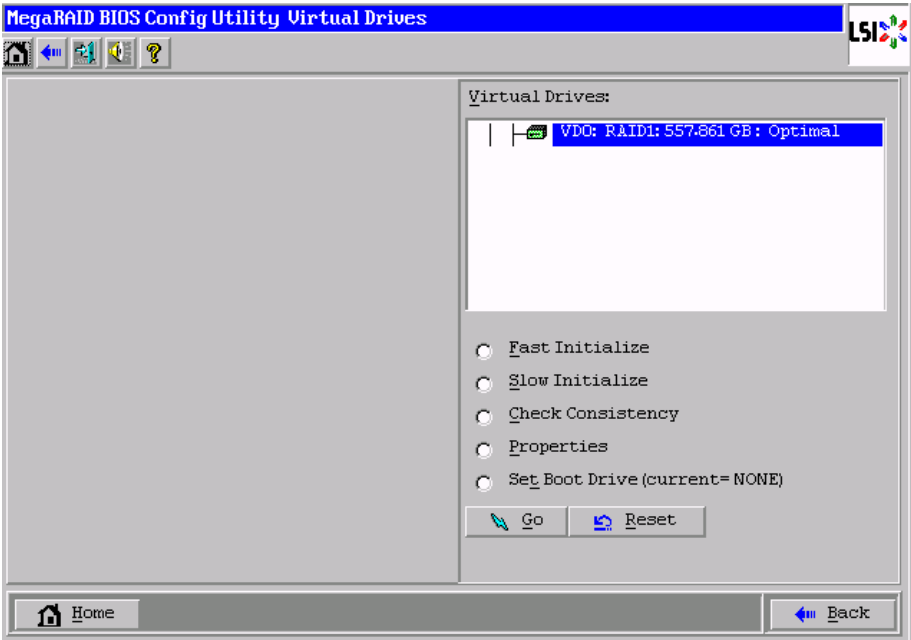 MegaRAID BIOS Config Utility Virtual Drives
LSI
Virtual Drives:
VD0: RAID1: 557.861 GB: Optimal
Fast Initialize
Slow Initialize
Check Consistency
Properties
Set Boot Drive (current= NONE)
Go
Reset
Home
Back